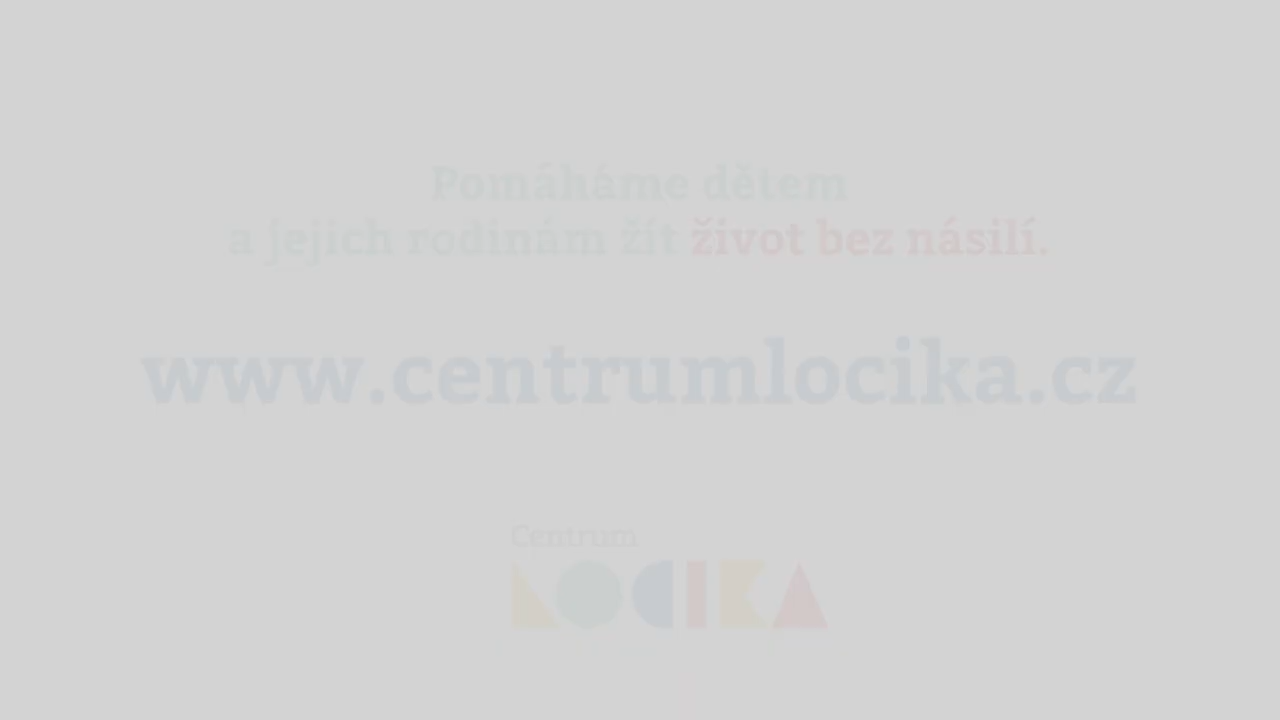 Pomáháme dětem
a jejich rodinám žít život bez násilí.
www.centrumlocika.cz
Centrum
LOCIKA